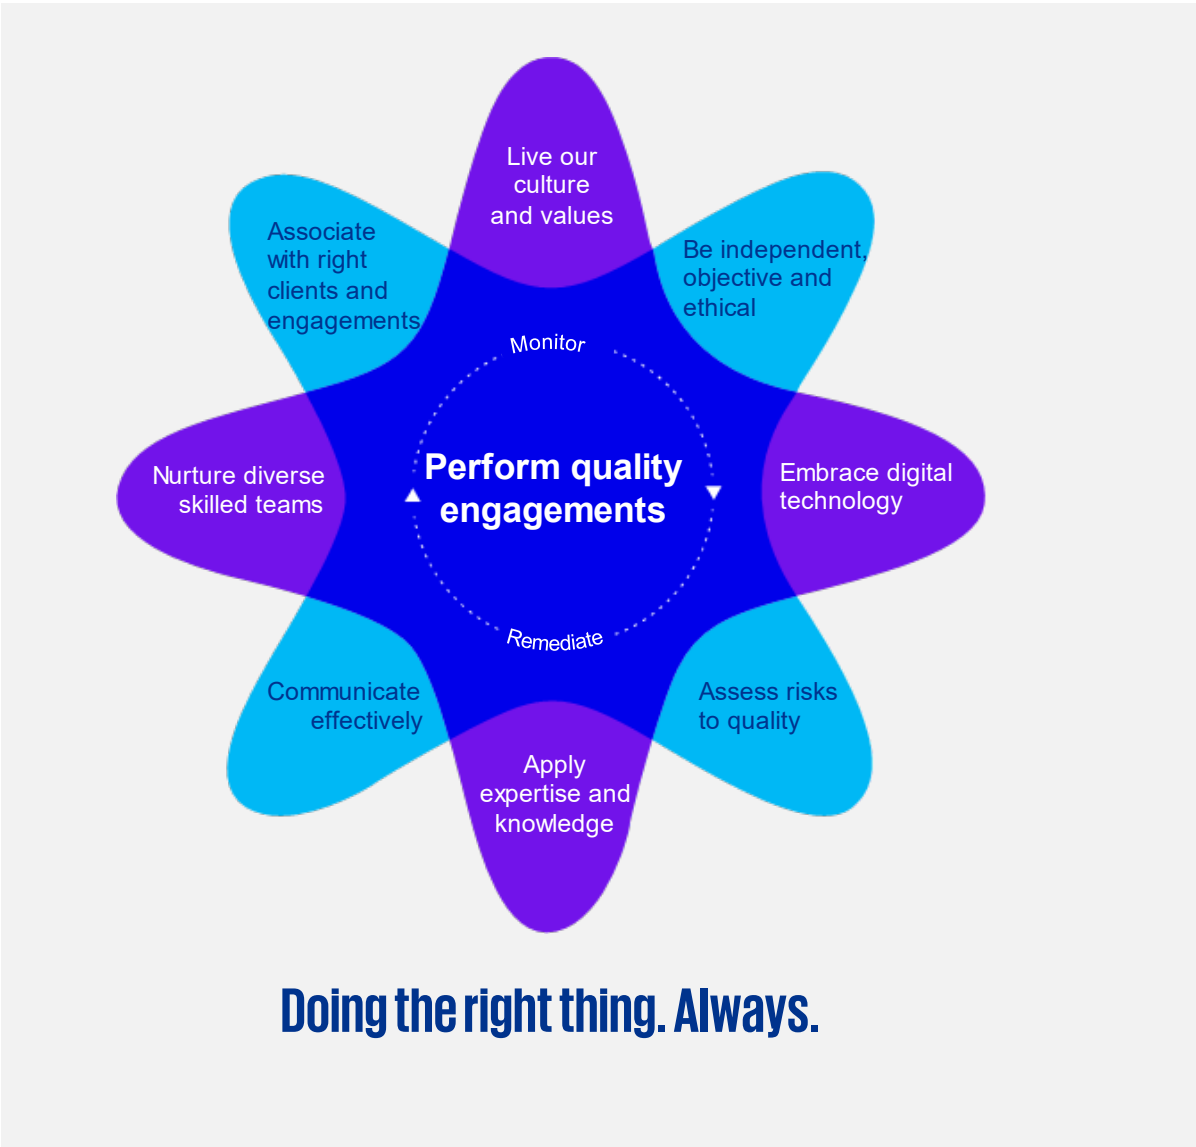 Live our
culture
and values
Be independent,
objective and
ethical
Embrace digital
technology
Assess risks
to quality
Apply
expertise and
knowledge
Communicate
effectively
Nurture diverse
skilled teams
Associate
with right
clients and
engagements
Monitor
Perform quality
engagements
Remediate
Doing the right thing. Always.